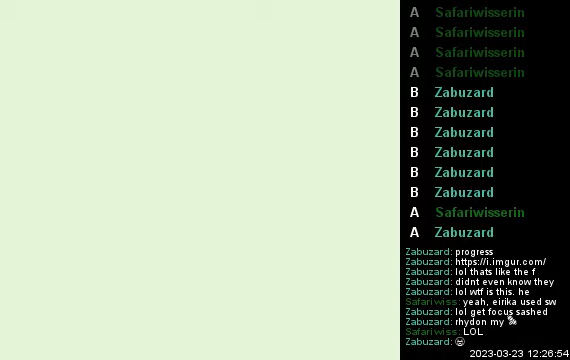 A Safariwisserin
A Safariwisserin
A Safariwisserin
A Safariwisserin
B Zabuzard
B Zabuzard
B Zabuzard
B Zabuzard
B Zabuzard
B Zabuzard
A Safariwisserin
A Zabuzard
Zabuzard: progress
Zabuzard: https://i.imgur.com/
Zabuzard: lol thats like the f
Zabuzard: didnt even know they
Zabuzard: lol wtf is this. he
Safariwiss: yeah, eirika used sw
Zabuzard: lol get focus sashed
Zabuzard: rhydon my
Safariwiss: LOL
Zabuzard:
2023-03-23 12:26:54